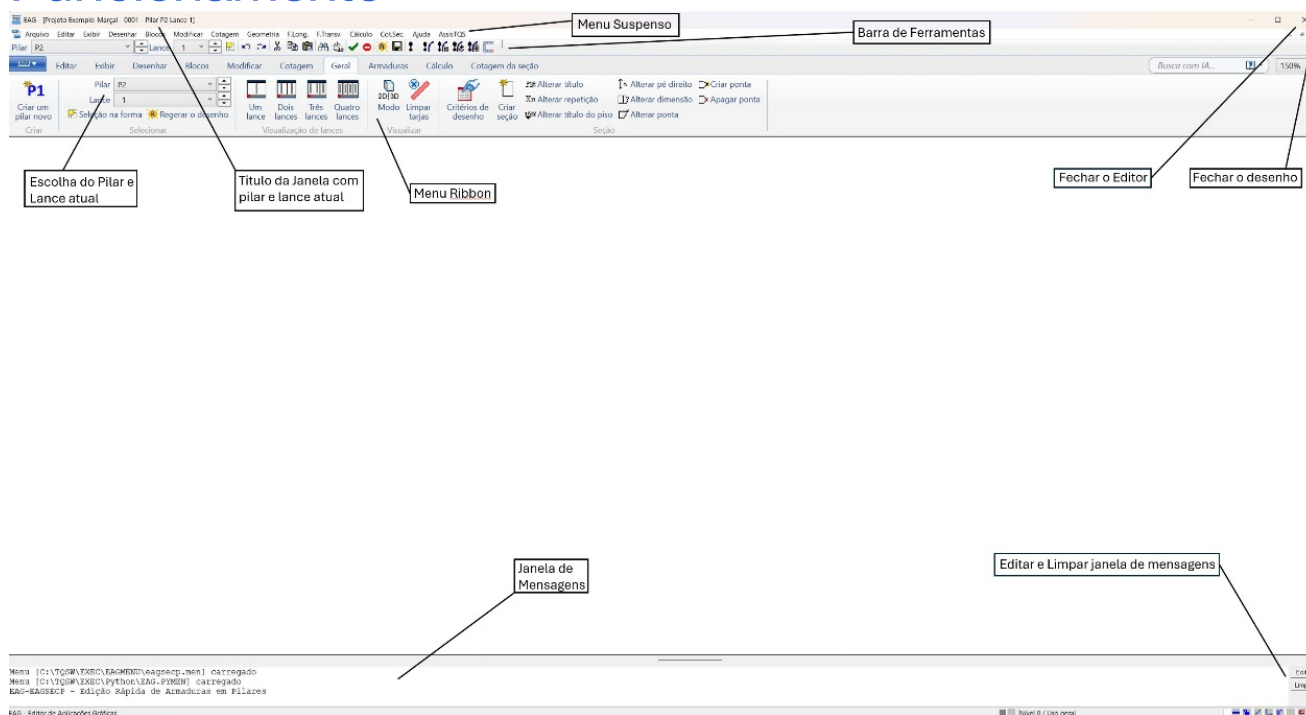 Funcionamento
EAG - [Projeto Exemplo Marçal - 0001 - Pilar P2 Lance 1]
Menu Suspenso
Barra de Ferramentas
Arquivo Editar Exibir Desenhar Blocos Modificar Cotagem Geometria F.Long. F.Transv. Cálculo Cot.Sec. Ajuda AssisTQS
Pilar P2 Lance 1
Editar Exibir Desenhar Blocos Modificar Cotagem Geral Armaduras Cálculo Cotagem da seção
Busca com IA...
150%
P1
Criar um
pilar novo
Criar
Pilar P2
Lance 1
Seleção na forma Regerar o desenho
Selecionar
Um
lance
Dois
lances
Três
lances
Quatro
lances
Visualização de lances
2D|3D
Modo
Limpar
tarjas
Visualizar
Critérios de
desenho
Criar
seção
Alterar título
Alterar repetição
Alterar título do piso
Alterar pé direito
Alterar dimensão
Alterar ponta
Criar ponta
Apagar ponta
Seção
Escolha do Pilar e
Lance atual
Titulo da Janela com
pilar e lance atual
Menu Ribbon
Fechar o Editor
Fechar o desenho
Janela de
Mensagens
Editar e Limpar janela de mensagens
Menu [C:\TQSW\EXEC\EAGMENU\eagsecp.men] carregado
Menu [C:\TQSW\EXEC\Python\EAG.PYMEN] carregado
EAG-EAGSECP - Edição Rápida de Armaduras em Pilares
EAG - Editor de Aplicações Gráficas
Nível 0 / Uso geral